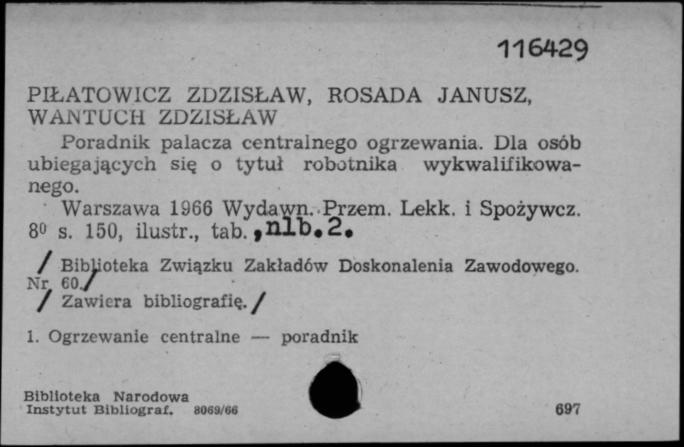 116429
PIŁATOWICZ ZDZISŁAW, ROSADA JANUSZ,
WANTUCH ZDZISŁAW
Poradnik palacza centralnego ogrzewania. Dla osób
ubiegających się o tytuł robotnika wykwalifikowa-
nego.
Warszawa 1966 Wydawn. Przem. Lekk. i Spożywcz.
8⁰ s. 150, ilustr., tab., nlb.2.
/ Biblioteka Związku Zakładów Doskonalenia Zawodowego.
Nr 60./
/ Zawiera bibliografię. /
1. Ogrzewanie centralne — poradnik
Biblioteka Narodowa
Instytut Bibliograf. 8069/66 697